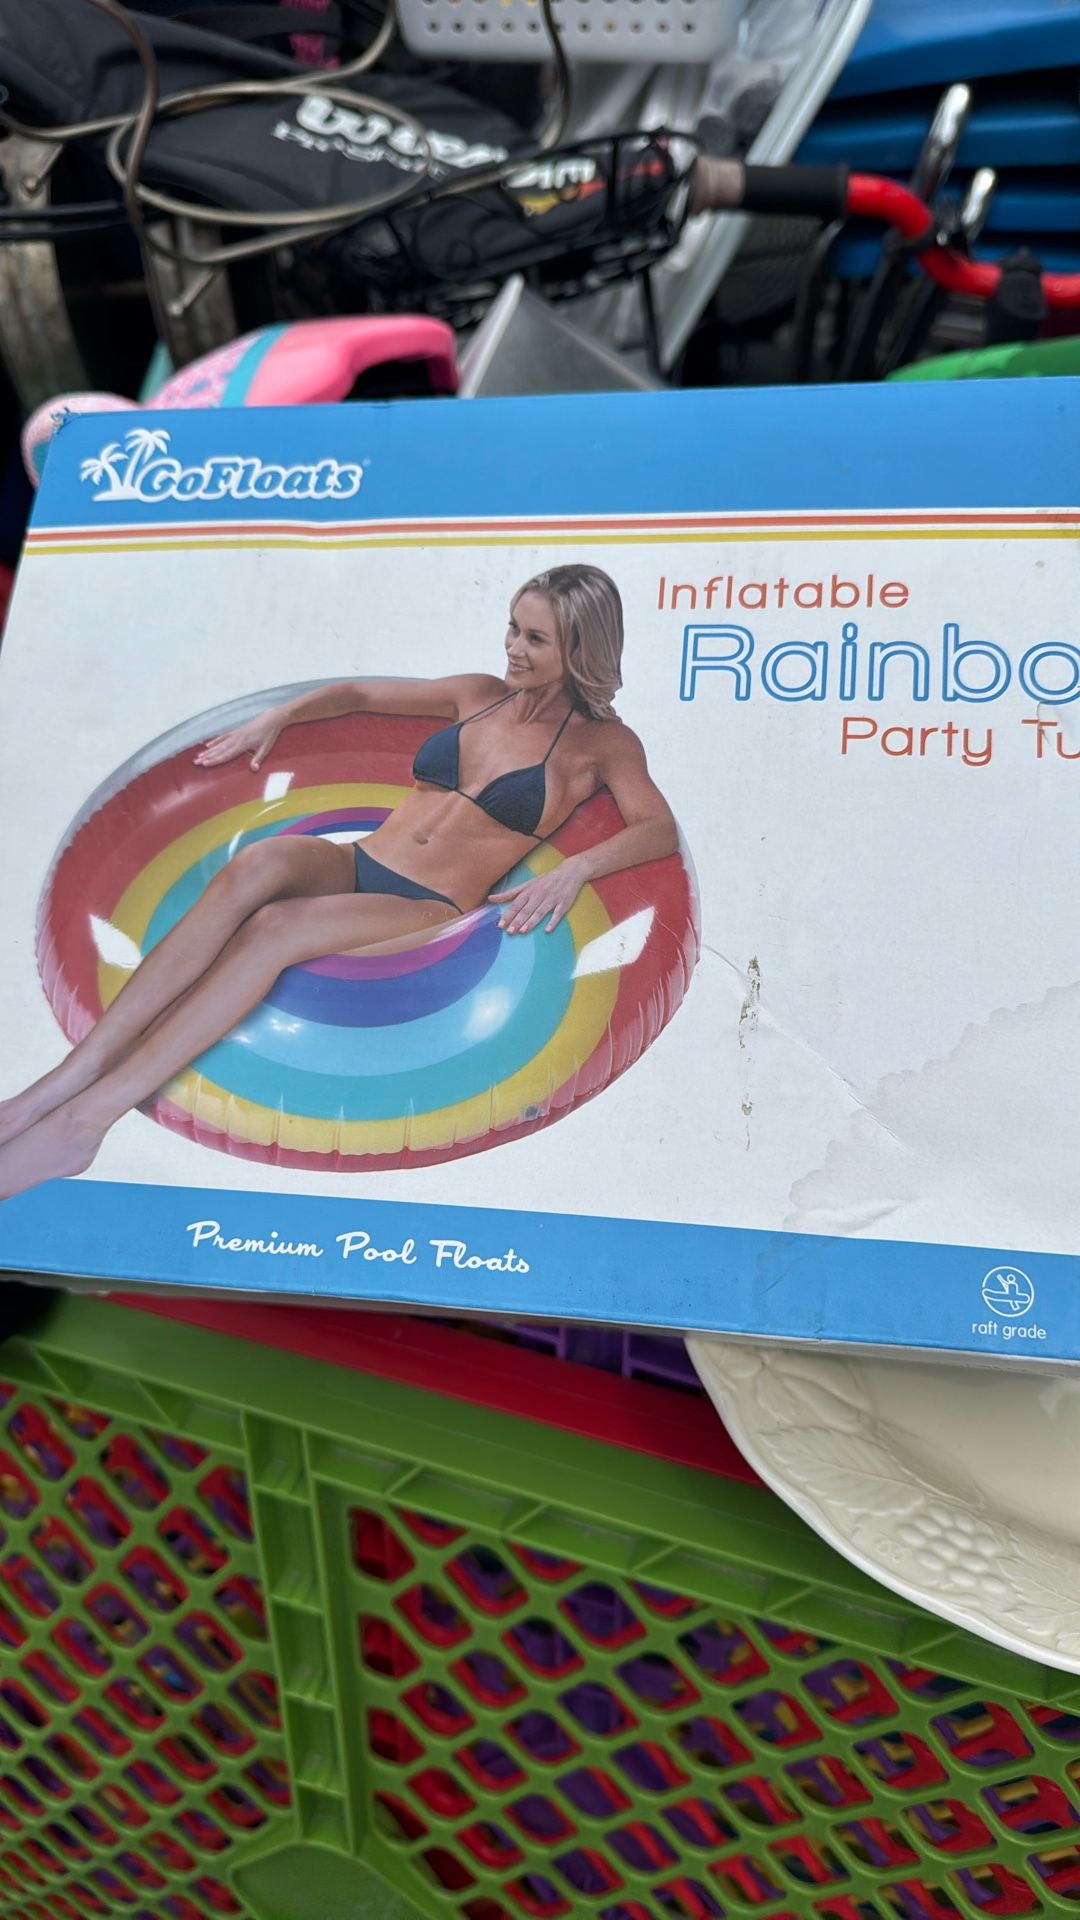 GoFloats
Inflatable
Rainbo
Party Tu
Premium Pool Floats
raft grade